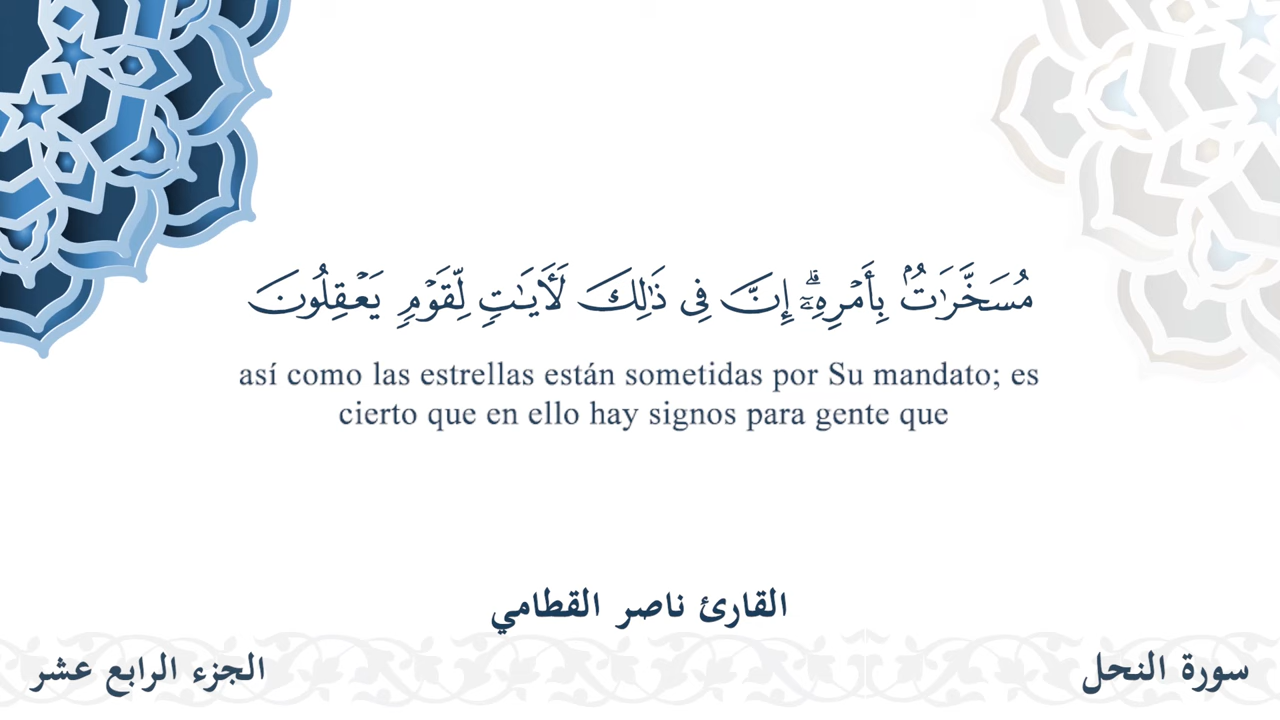 مُسَخَّرَٰتُۢ بِأَمۡرِهِۦٓۚ إِنَّ فِي ذَٰلِكَ لَأٓيَٰتٖ لِّقَوۡمٖ يَعۡقِلُونَ
así como las estrellas están sometidas por Su mandato; es
cierto que en ello hay signos para gente que
القارئ ناصر القطامي
سورة النحل
الجزء الرابع عشر